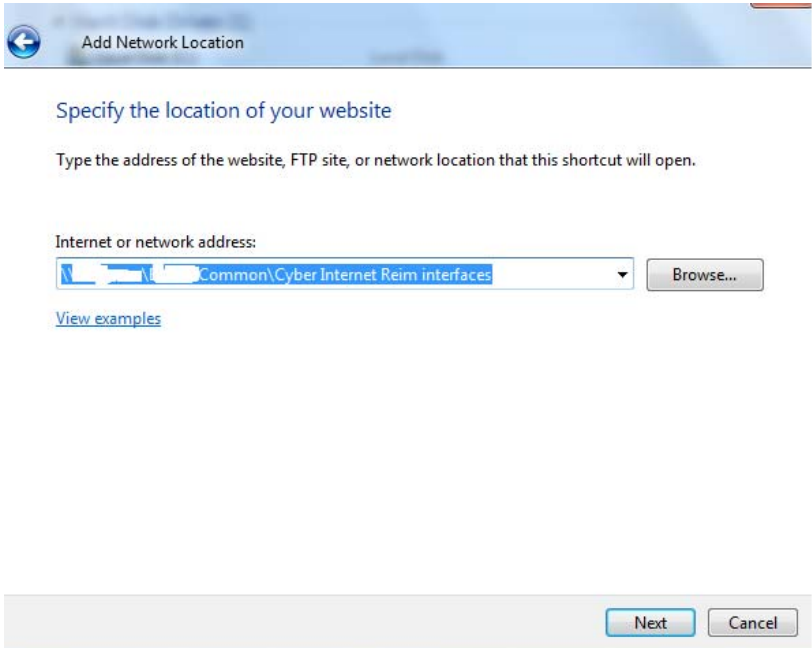 Add Network Location
Specify the location of your website
Type the address of the website, FTP site, or network location that this shortcut will open.
Internet or network address:
Common\Cyber Internet Reim interfaces
Browse...
View examples
Next
Cancel